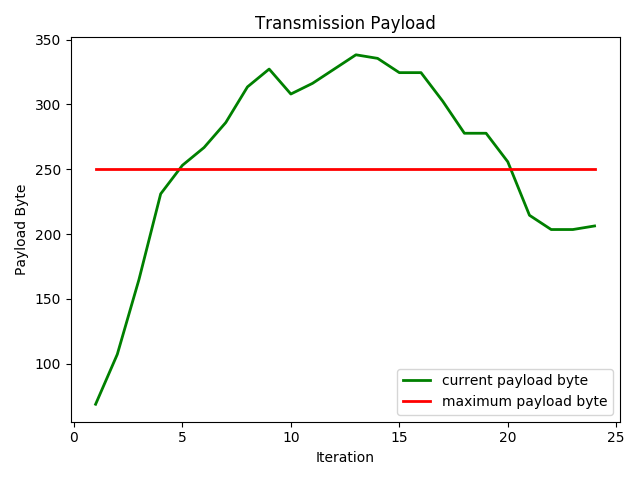 Transmission Payload
Payload Byte
350
300
250
200
150
100
0
5
10
15
20
25
Iteration
current payload byte
maximum payload byte